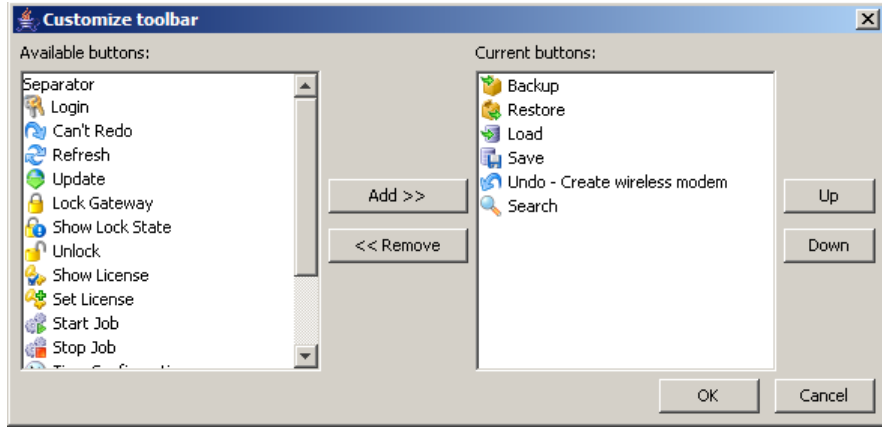 Customize toolbar
Available buttons:
Separator
Login
Can't Redo
Refresh
Update
Lock Gateway
Show Lock State
Unlock
Show License
Set License
Start Job
Stop Job
Add >>
<< Remove
Current buttons:
Backup
Restore
Load
Save
Undo - Create wireless modem
Search
Up
Down
OK
Cancel